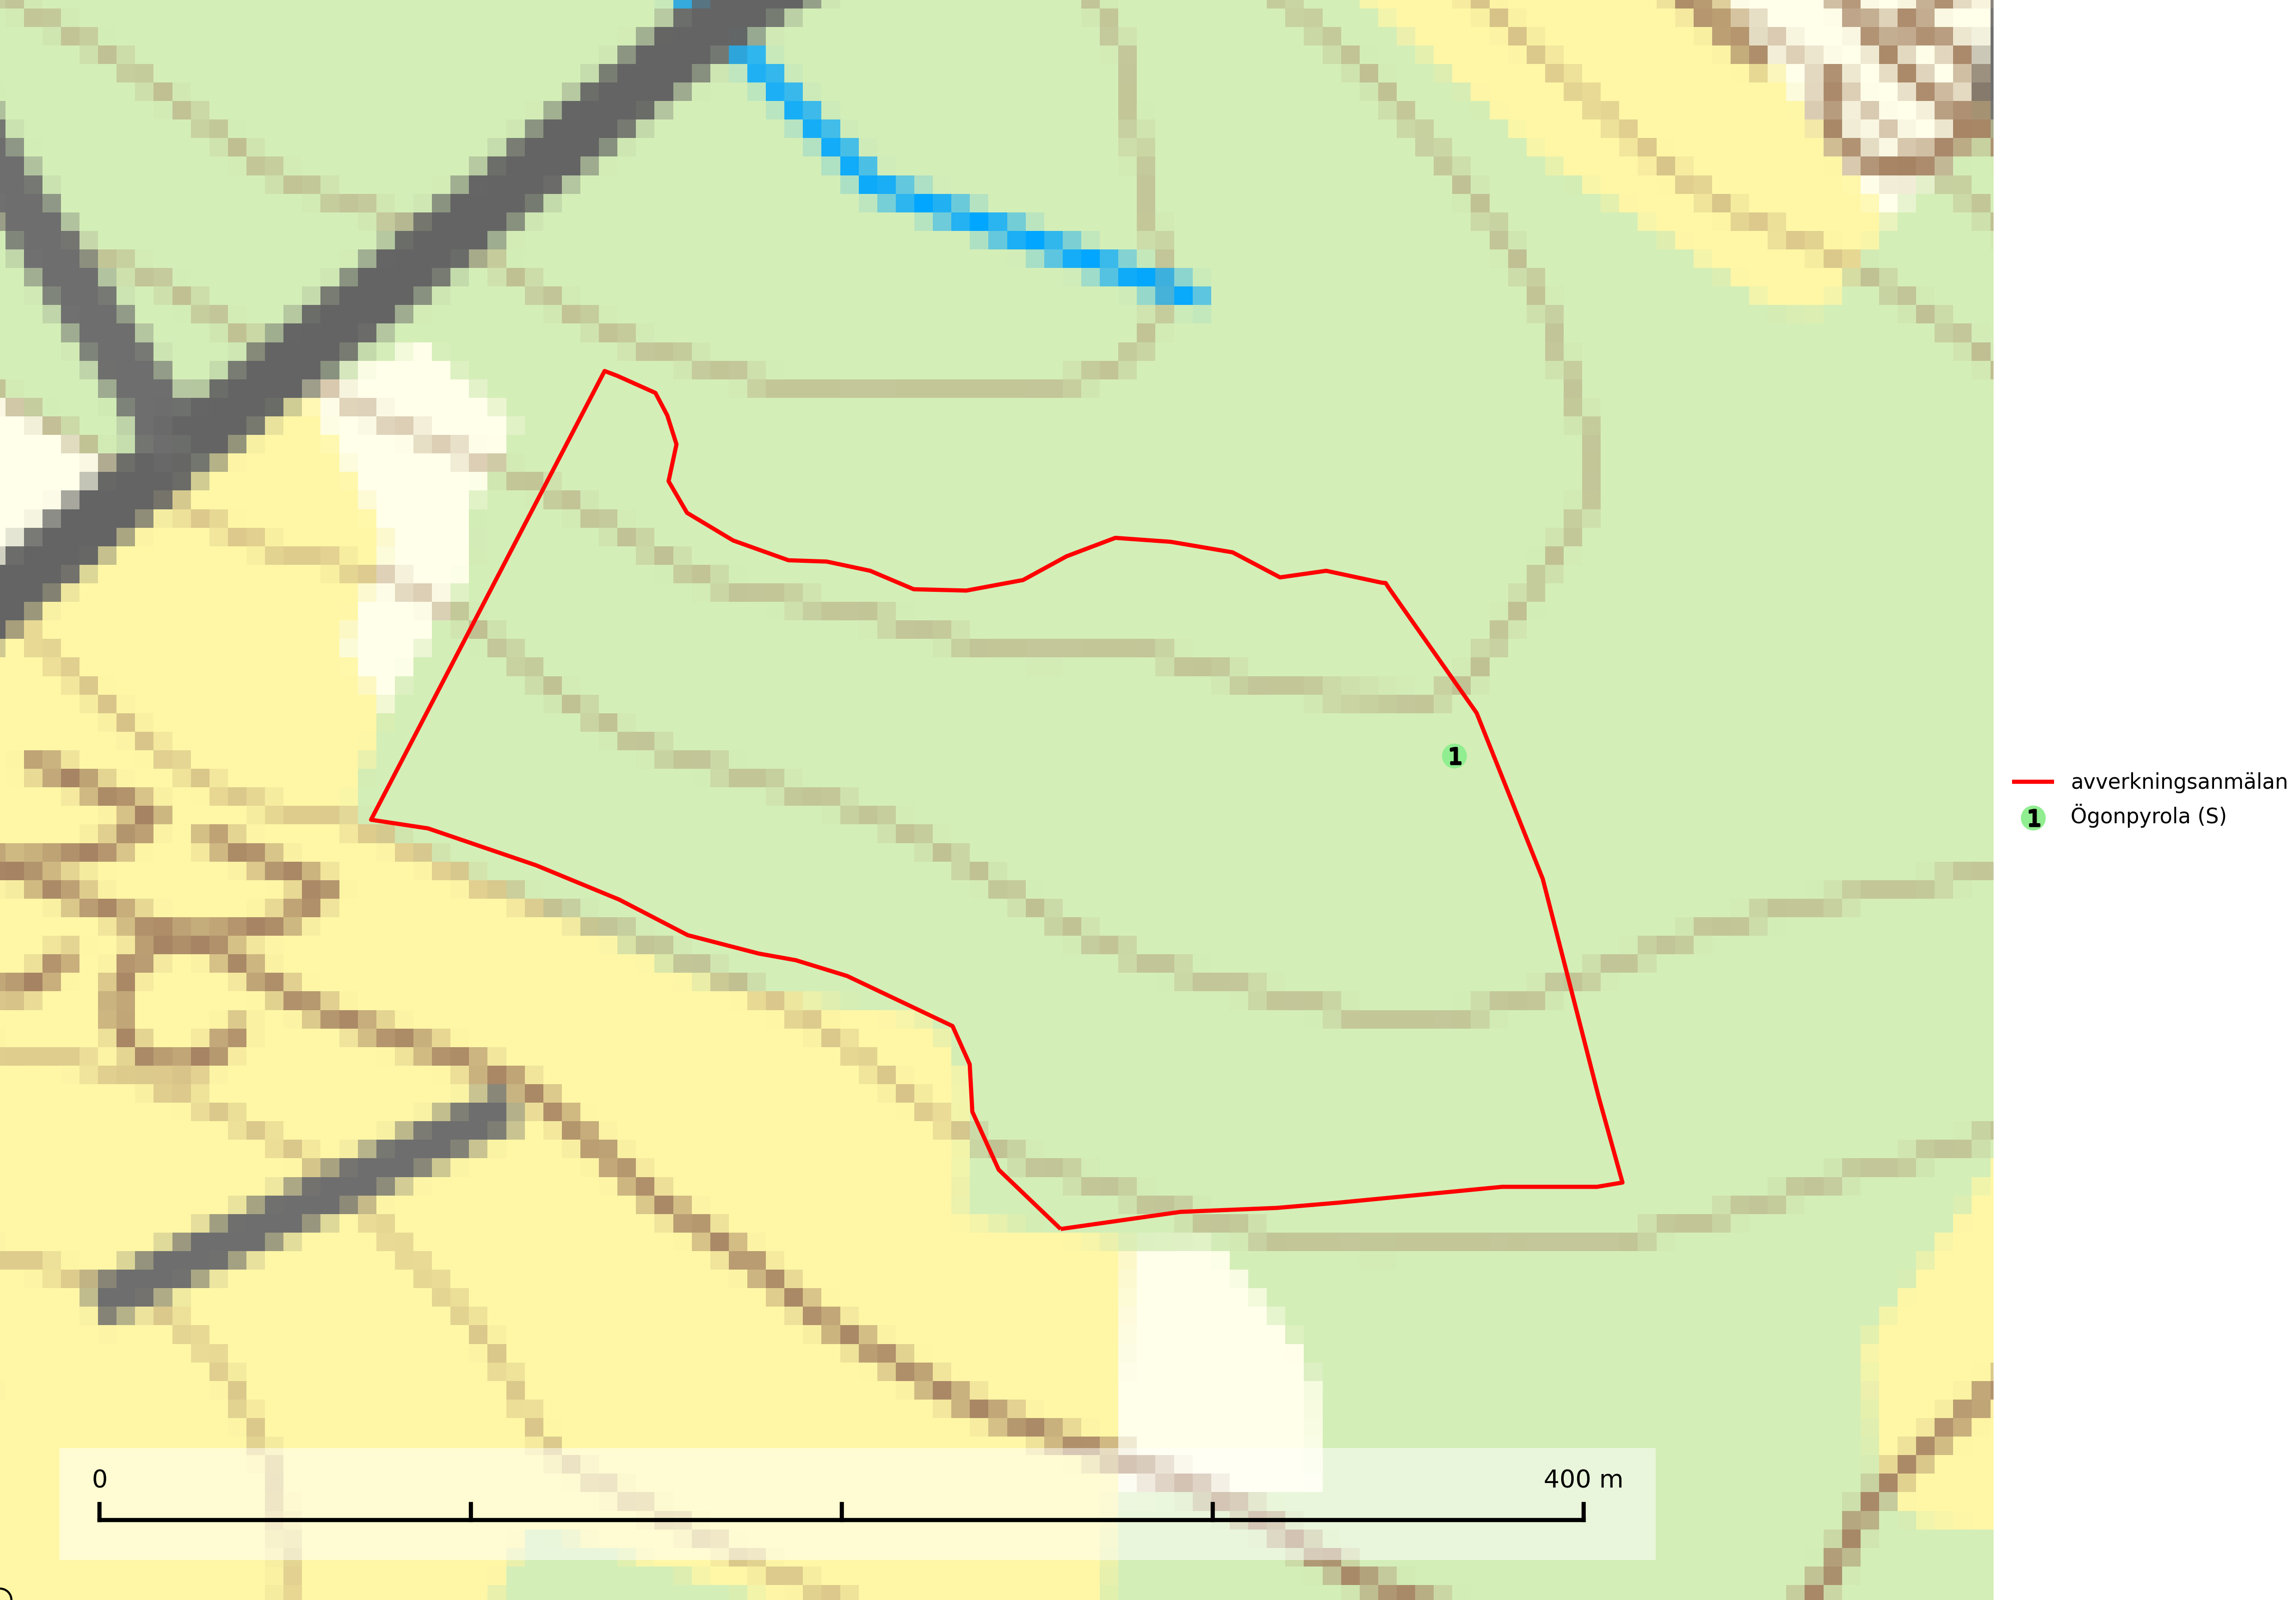 1
avverkningsanmälan
1 Ögonpyrola (S)
0 400 m